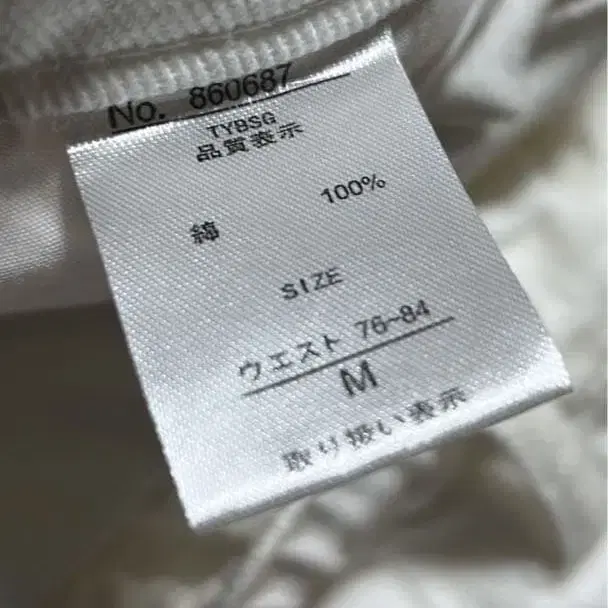 No. 860687
TYBSG
品質表示
綿 100%
SIZE
ウエスト 76-84
M
取り扱い表示